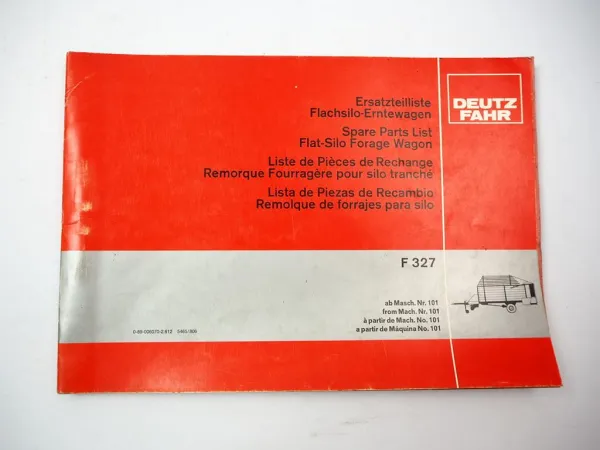 Ersatzteilliste
Flachsilo-Erntewagen
Spare Parts List
Flat-Silo Forage Wagon
Liste de Pièces de Rechange
Remorque Fourragère pour silo tranché
Lista de Piezas de Recambio
Remolque de forrajes para silo
DEUTZ
FAHR
F 327
ab Masch. Nr. 101
from Mach. Nr. 101
à partir de Mach. No. 101
a partir de Máquina No. 101